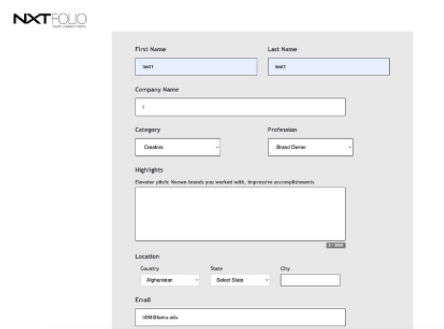 NXTFOLIO
First Name Last Name
test1 test1
Company Name
Category Profession
Creators Brand Owner
Highlights
Elevator pitch: Known brands you worked with, impressive accomplishments
Location
Country State City
Afghanistan Select State
Email